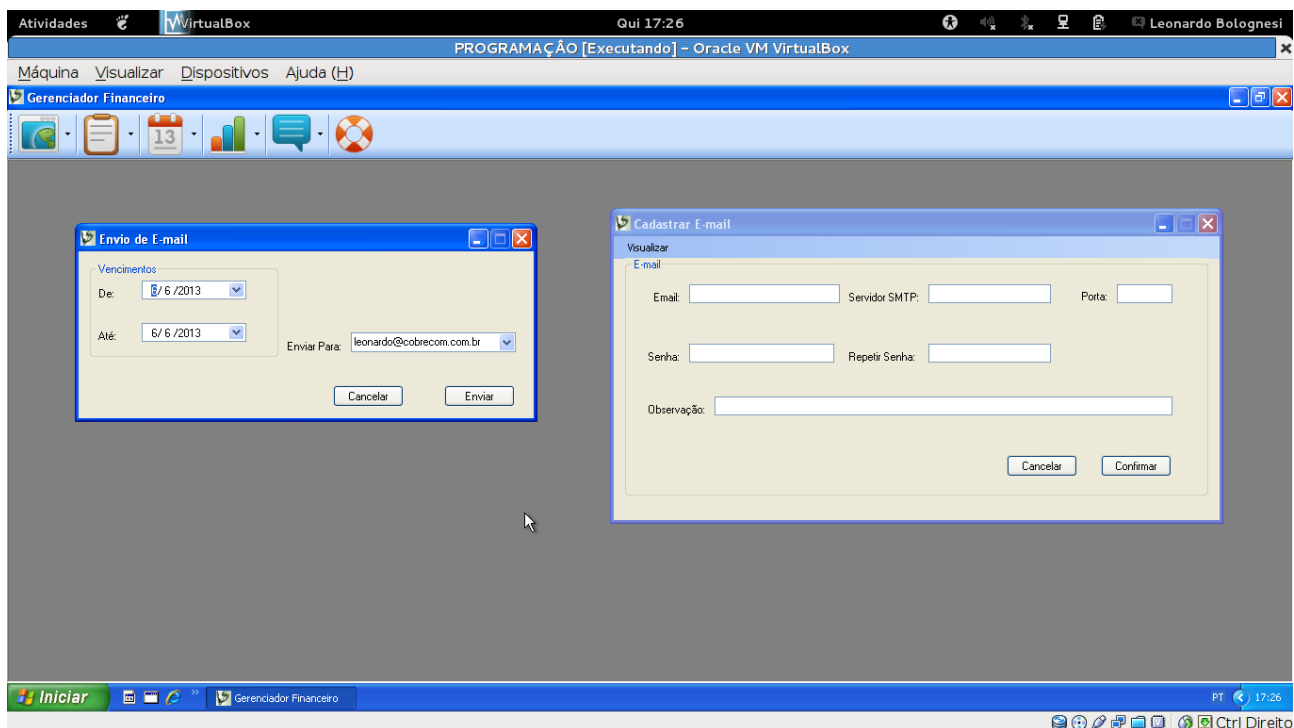 Atividades VirtualBox Qui 17:26 Leonardo Bolognesi
PROGRAMAÇÂO [Executando] – Oracle VM VirtualBox
Máquina Visualizar Dispositivos Ajuda (H)
Gerenciador Financeiro
13
Envio de E-mail
Vencimentos
De: 6/ 6 /2013
Até: 6/ 6 /2013
Enviar Para: leonardo@cobrecom.com.br
Cancelar Enviar
Cadastrar E-mail
Visualizar
E-mail
Email: Servidor SMTP: Porta:
Senha: Repetir Senha:
Observação:
Cancelar Confirmar
Iniciar Gerenciador Financeiro PT 17:26
Ctrl Direito